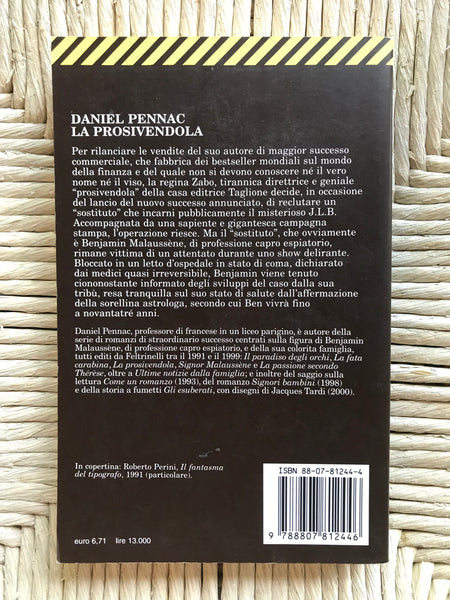 DANIEL PENNAC
LA PROSIVENDOLA
Per rilanciare le vendite del suo autore di maggior successo
commerciale, che fabbrica dei bestseller mondiali sul mondo
della finanza e del quale non si devono conoscere né il vero
nome né il viso, la regina Zabo, tirannica direttrice e geniale
“prosivendola” della casa editrice Taglione decide, in occasione
del lancio del nuovo successo annunciato, di reclutare un
“sostituto” che incarni pubblicamente il misterioso J.L.B.
Accompagnata da una sapiente e gigantesca campagna
stampa, l'operazione riesce. Ma il “sostituto”, che ovviamente
è Benjamin Malaussène, di professione capro espiatorio,
rimane vittima di un attentato durante uno show delirante.
Bloccato in un letto d'ospedale in stato di coma, dichiarato
dai medici quasi irreversibile, Benjamin viene tenuto
ciononostante informato degli sviluppi del caso dalla sua
tribù, resa tranquilla sul suo stato di salute dall'affermazione
della sorellina astrologa, secondo cui Ben vivrà fino
a novantatré anni.
Daniel Pennac, professore di francese in un liceo parigino, è autore della
serie di romanzi di straordinario successo centrati sulla figura di Benjamin
Malaussène, di professione capro espiatorio, e della sua colorita famiglia,
tutti editi da Feltrinelli tra il 1991 e il 1999: Il paradiso degli orchi, La fata
carabina, La prosivendola, Signor Malaussène e La passione secondo
Thérèse, oltre a Ultime notizie dalla famiglia; e inoltre del saggio sulla
lettura Come un romanzo (1993), del romanzo Signori bambini (1998)
e della storia a fumetti Gli esuberati, con disegni di Jacques Tardi (2000).
In copertina: Roberto Perini, Il fantasma
del tipografo, 1991 (particolare).
ISBN 88-07-81244-4
9 788807 812446
euro 6,71 lire 13.000